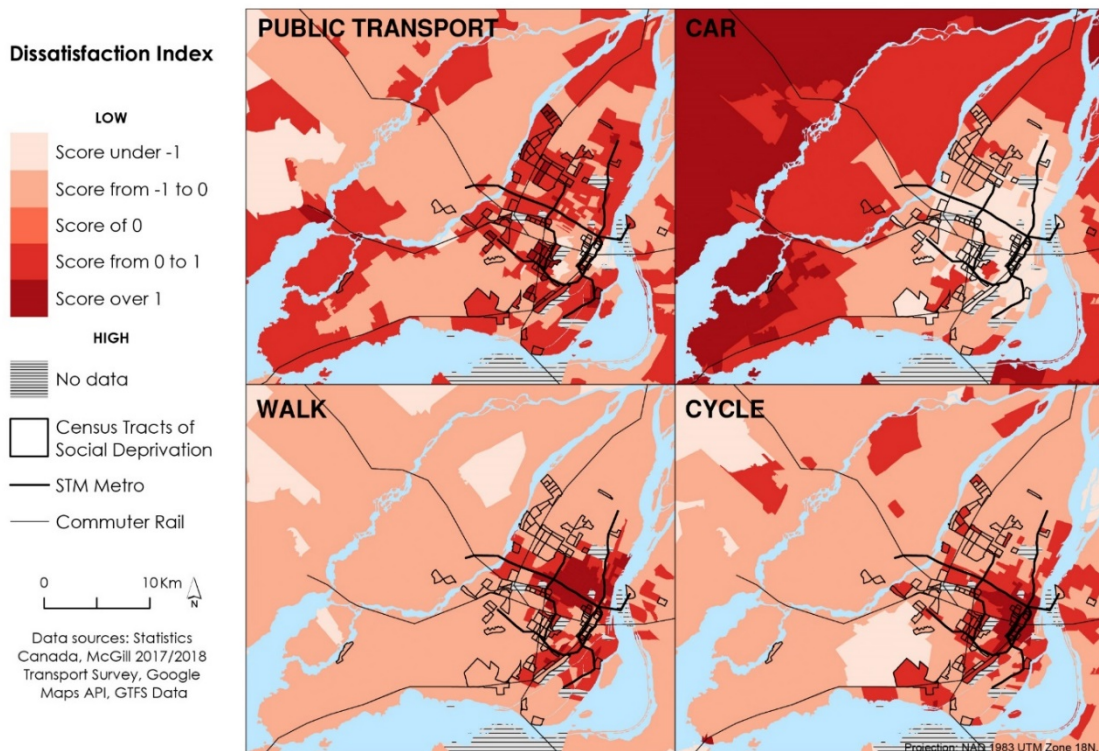 Dissatisfaction Index
LOW
Score under -1
Score from -1 to 0
Score of 0
Score from 0 to 1
Score over 1
HIGH
No data
Census Tracts of
Social Deprivation
STM Metro
Commuter Rail
0 10 Km
N
Data sources: Statistics
Canada, McGill 2017/2018
Transport Survey, Google
Maps API, GTFS Data
PUBLIC TRANSPORT
CAR
WALK
CYCLE
Projection: NAD 1983 UTM Zone 18N